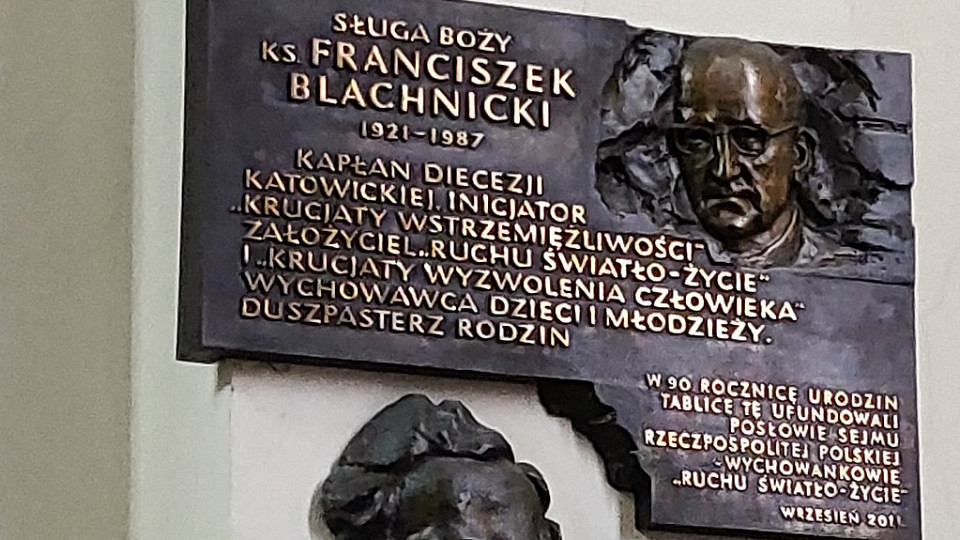 SŁUGA BOŻY
KS. FRANCISZEK
BLACHNICKI
1921-1987
KAPŁAN DIECEZJI
KATOWICKIEJ, INICJATOR
„KRUCJATY WSTRZEMIĘŹLIWOŚCI"
ZAŁOŻYCIEL „RUCHU ŚWIATŁO-ŻYCIE"
I „KRUCJATY WYZWOLENIA CZŁOWIEKA"
WYCHOWAWCA DZIECI I MŁODZIEŻY.
DUSZPASTERZ RODZIN
W 90 ROCZNICĘ URODZIN
TABLICĘ TĘ UFUNDOWALI
POSŁOWIE SEJMU
RZECZPOSPOLITEJ POLSKIEJ
-WYCHOWANKOWIE
„RUCHU ŚWIATŁO-ŻYCIE"
WRZESIEŃ 2011